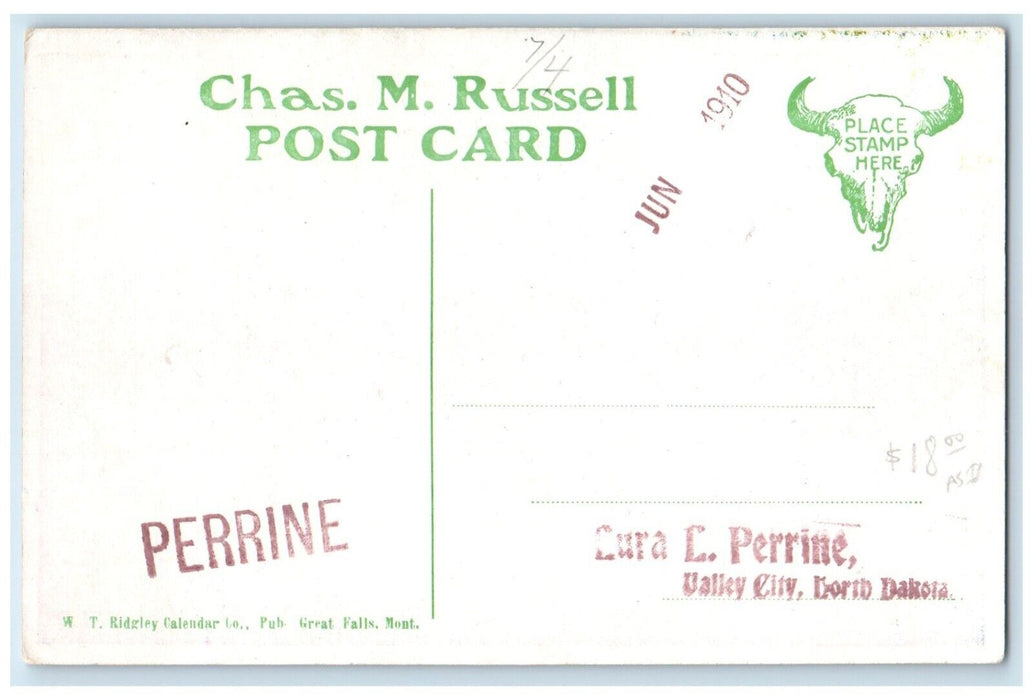 7/4
Chas. M. Russell
POST CARD
JUN 1910
PLACE
STAMP
HERE
$18.00
PERRINE
Lura L. Perrine,
Valley City, North Dakota.
W. T. Ridgley Calendar Co., Pub. Great Falls, Mont.